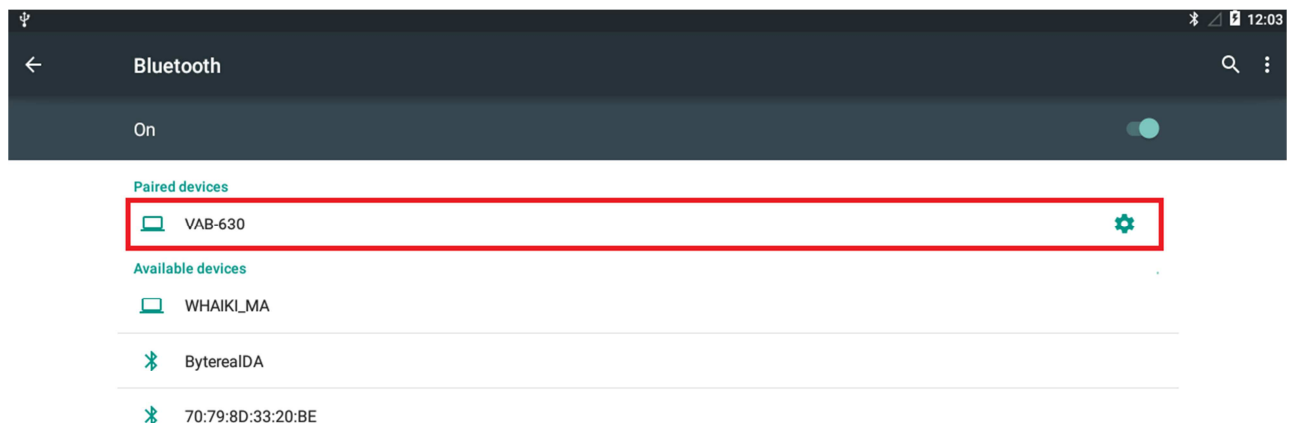 12:03
Bluetooth
On
Paired devices
VAB-630
Available devices
WHAIKI_MA
ByterealDA
70:79:8D:33:20:BE